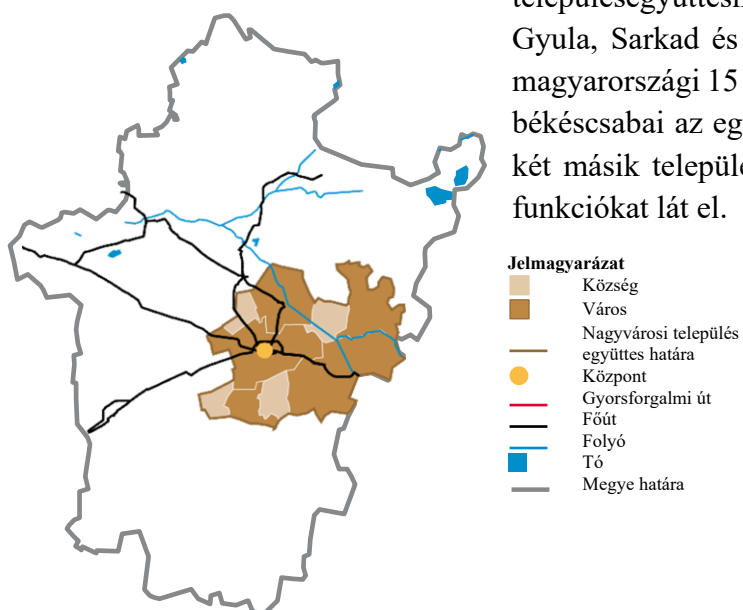 Gyula, Sarkad és
magyarországi 15
békéscsabai az eg
két másik települé
funkciókat lát el.
Jelmagyarázat
Község
Város
Nagyvárosi település
együttes határa
Központ
Gyorsforgalmi út
Főút
Folyó
Tó
Megye határa